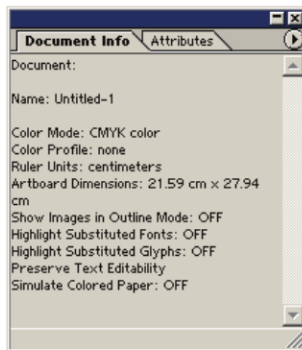 Document Info Attributes
Document:
Name: Untitled-1
Color Mode: CMYK color
Color Profile: none
Ruler Units: centimeters
Artboard Dimensions: 21.59 cm x 27.94
cm
Show Images in Outline Mode: OFF
Highlight Substituted Fonts: OFF
Highlight Substituted Glyphs: OFF
Preserve Text Editability
Simulate Colored Paper: OFF